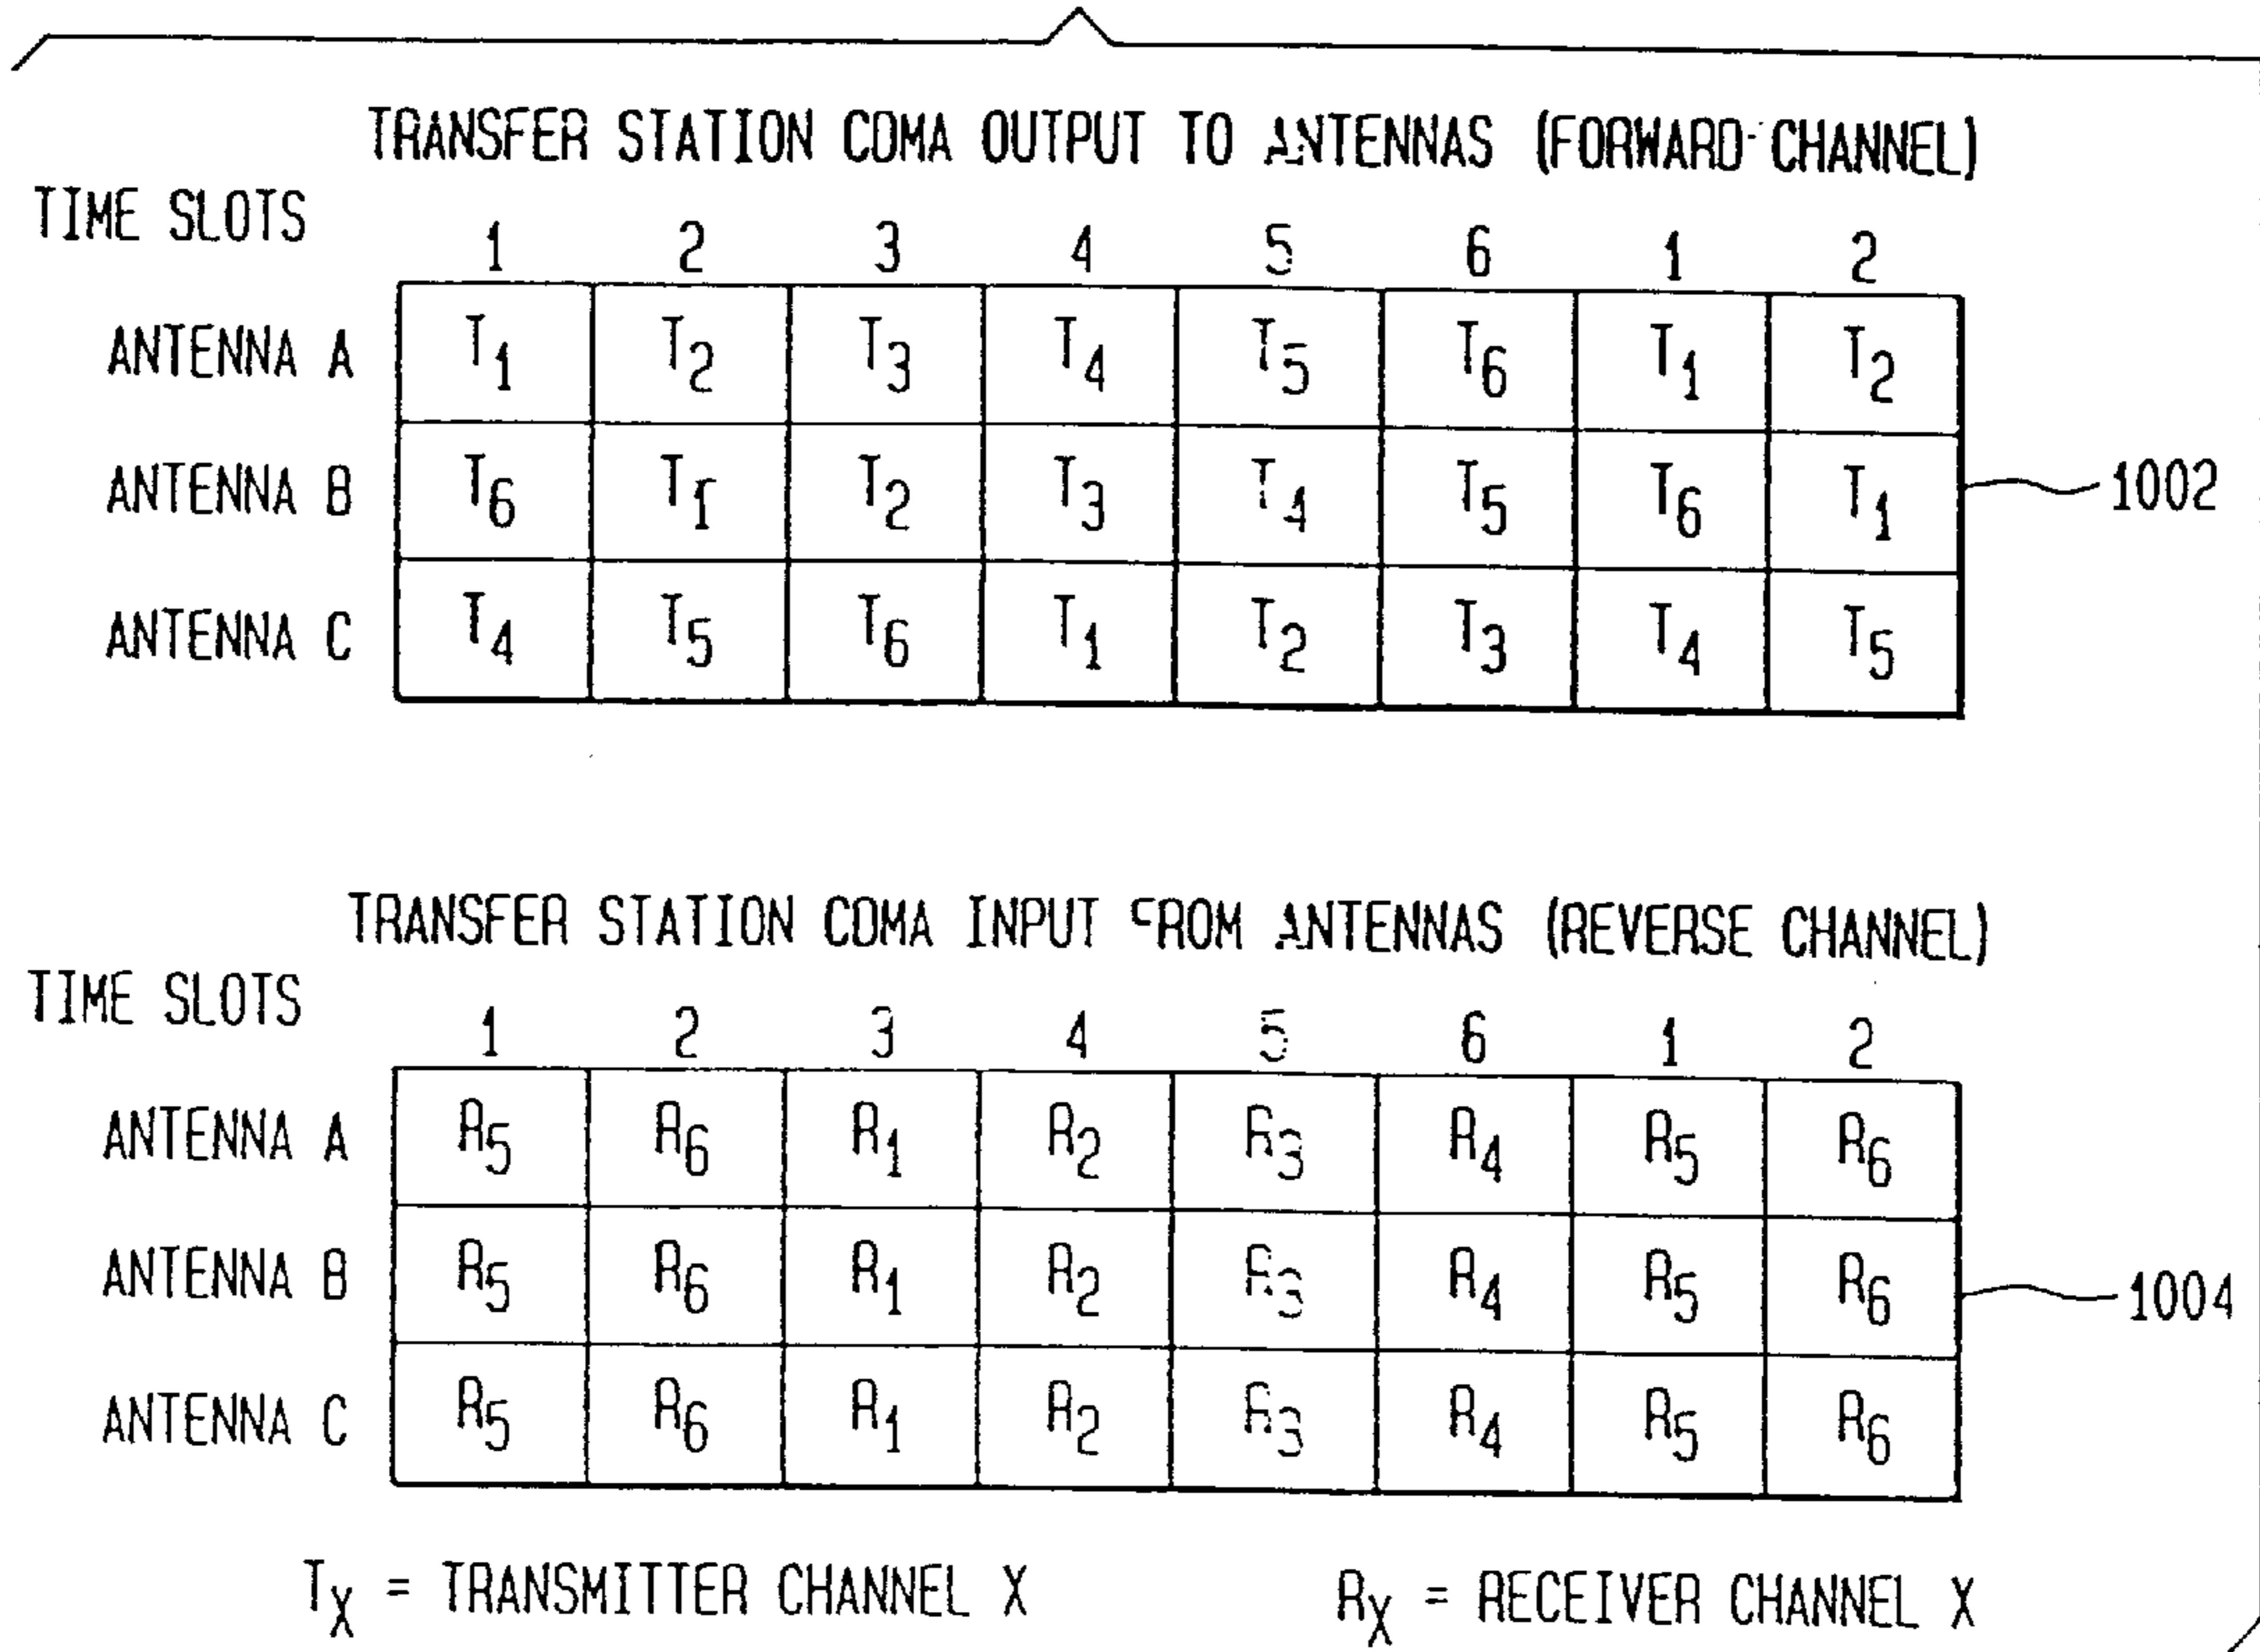 TRANSFER STATION CDMA OUTPUT TO ANTENNAS (FORWARD CHANNEL)
TIME SLOTS
1 2 3 4 5 6 1 2
ANTENNA A T1 T2 T3 T4 T5 T6 T1 T2
ANTENNA B T6 T1 T2 T3 T4 T5 T6 T1
1002
ANTENNA C T4 T5 T6 T1 T2 T3 T4 T5
TRANSFER STATION CDMA INPUT FROM ANTENNAS (REVERSE CHANNEL)
TIME SLOTS
1 2 3 4 5 6 1 2
ANTENNA A R5 R6 R1 R2 R3 R4 R5 R6
ANTENNA B R5 R6 R1 R2 R3 R4 R5 R6
1004
ANTENNA C R5 R6 R1 R2 R3 R4 R5 R6
TX = TRANSMITTER CHANNEL X
RX = RECEIVER CHANNEL X